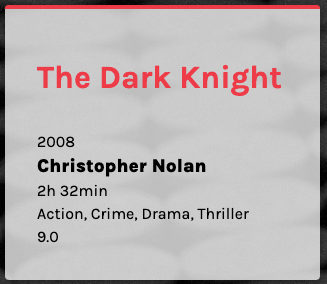 The Dark Knight
2008
Christopher Nolan
2h 32min
Action, Crime, Drama, Thriller
9.0